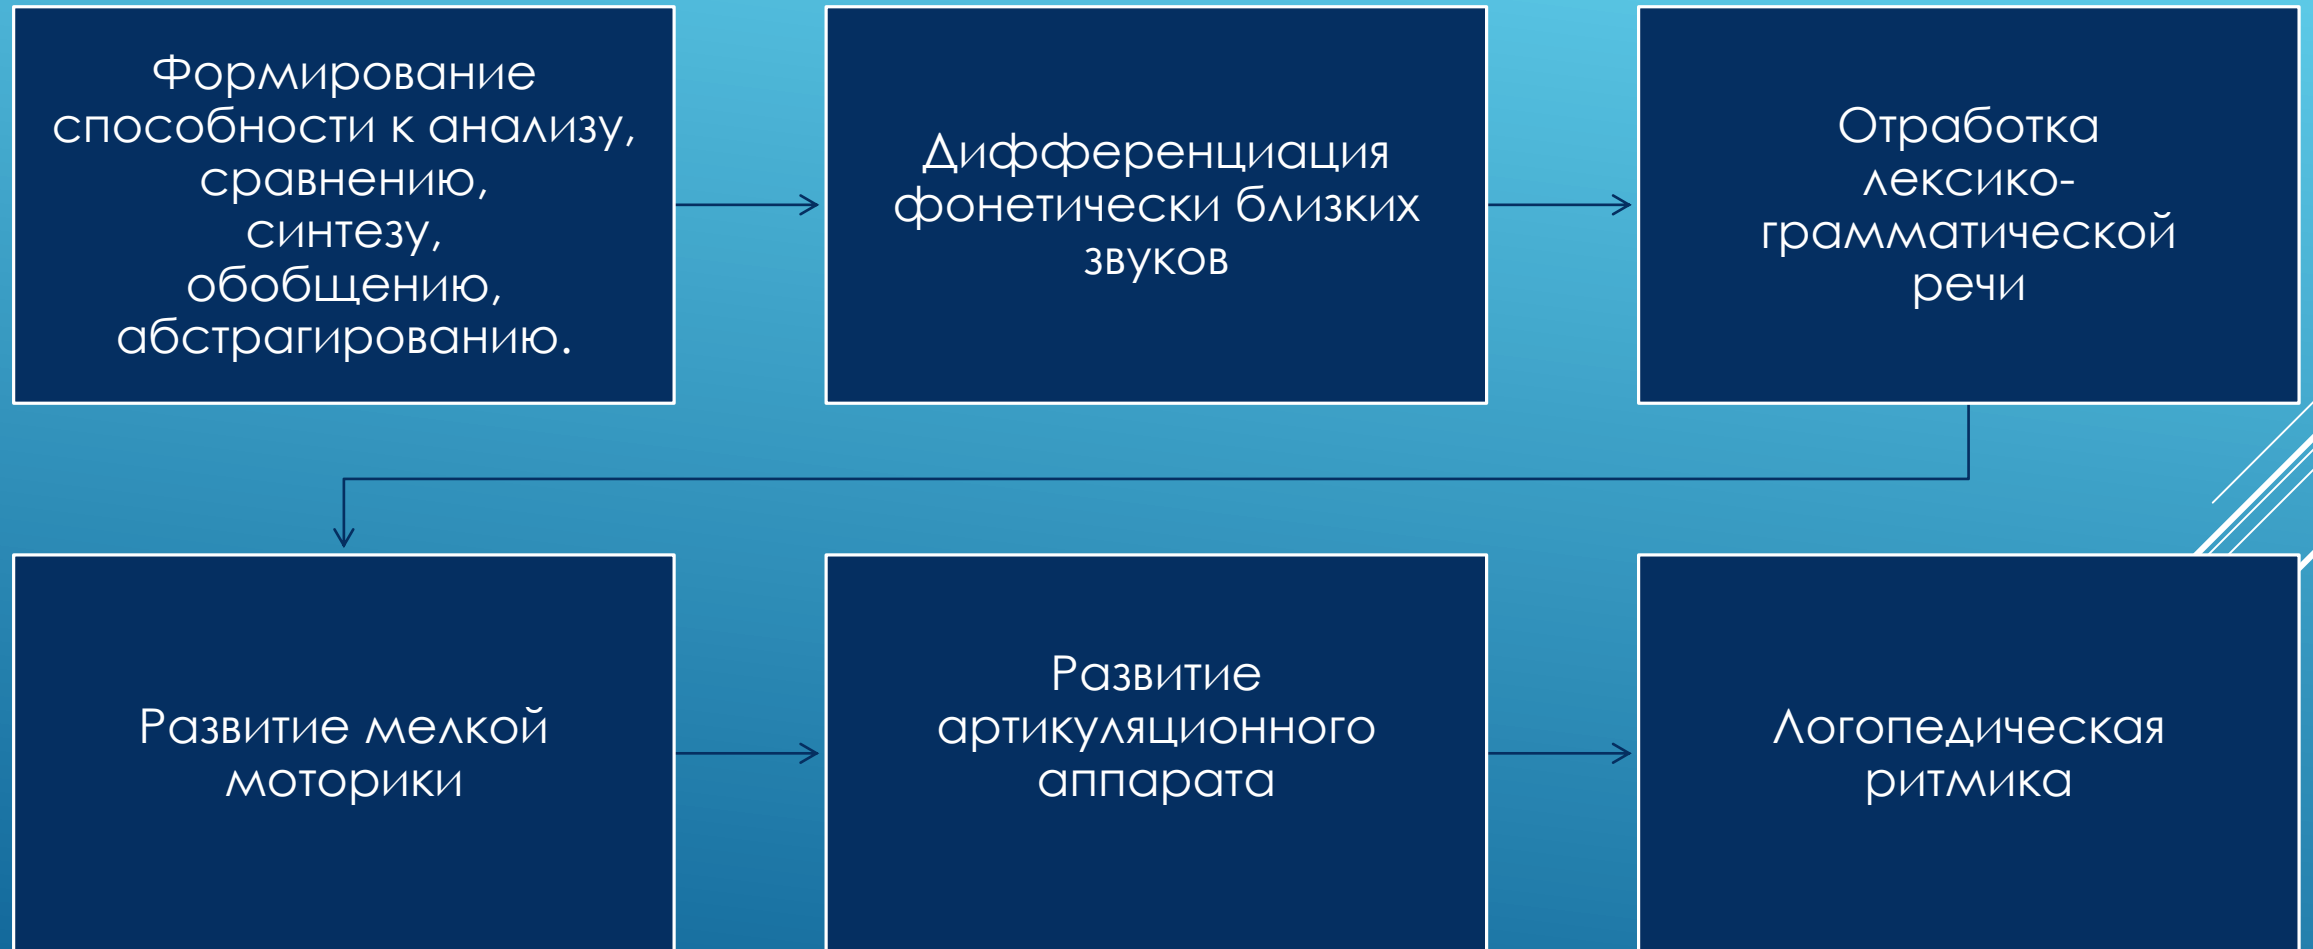 Формирование
способности к анализу,
сравнению,
синтезу,
обобщению,
абстрагированию.
Дифференциация
фонетически близких
звуков
Отработка
лексико-
грамматической
речи
Развитие мелкой
моторики
Развитие
артикуляционного
аппарата
Логопедическая
ритмика